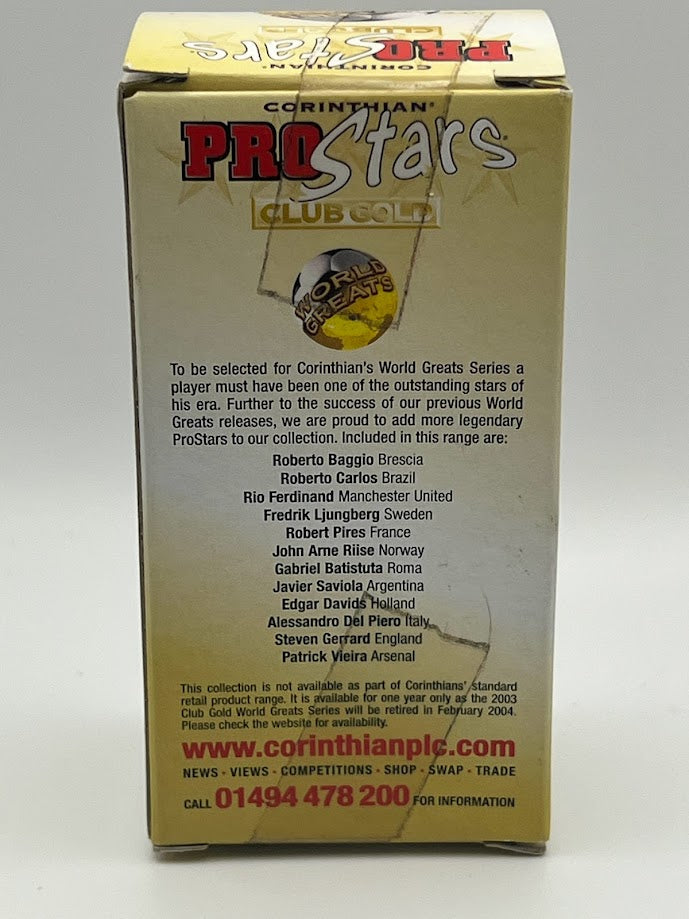 PRO Stars
CORINTHIAN
CORINTHIAN®
PRO Stars
CLUB GOLD
WORLD
GREATS
To be selected for Corinthian's World Greats Series a
player must have been one of the outstanding stars of
his era. Further to the success of our previous World
Greats releases, we are proud to add more legendary
ProStars to our collection. Included in this range are:
Roberto Baggio Brescia
Roberto Carlos Brazil
Rio Ferdinand Manchester United
Fredrik Ljungberg Sweden
Robert Pires France
John Arne Riise Norway
Gabriel Batistuta Roma
Javier Saviola Argentina
Edgar Davids Holland
Alessandro Del Piero Italy
Steven Gerrard England
Patrick Vieira Arsenal
This collection is not available as part of Corinthians' standard
retail product range. It is available for one year only as the 2003
Club Gold World Greats Series will be retired in February 2004.
Please check the website for availability.
www.corinthianplc.com
NEWS - VIEWS - COMPETITIONS - SHOP - SWAP - TRADE
CALL 01494 478 200 FOR INFORMATION